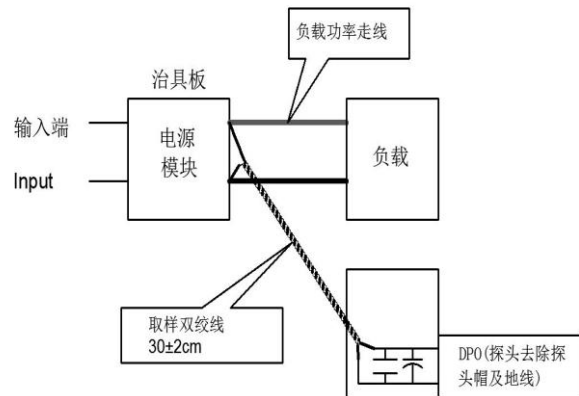 负载功率走线
治具板
输入端
Input
电源
模块
负载
取样双绞线
30±2cm
DPO(探头去除探
头帽及地线)